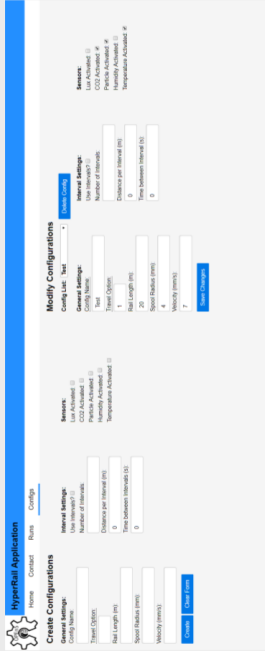 HyperRail Application
Home Contact Runs Configs
Create Configurations
General Settings:
Config Name:
Travel Option:
Rail Length (m)
Spool Radius (mm)
Velocity (mm/s)
Create Clear Form
Interval Settings:
Use Intervals?
Number of Intervals
Distance per Interval (m)
0
Time between Intervals (s)
0
Sensors:
Lux Activated
CO2 Activated
Particle Activated
Humidity Activated
Temperature Activated
Modify Configurations
Config List: Test
Delete Config
General Settings:
Config Name:
Test
Travel Option:
1
Rail Length (m)
20
Spool Radius (mm)
4
Velocity (mm/s)
7
Save Changes
Interval Settings:
Use Intervals?
Number of Intervals
Distance per Interval (m)
0
Time between Interval (s)
0
Sensors:
Lux Activated
CO2 Activated
Particle Activated
Humidity Activated
Temperature Activated